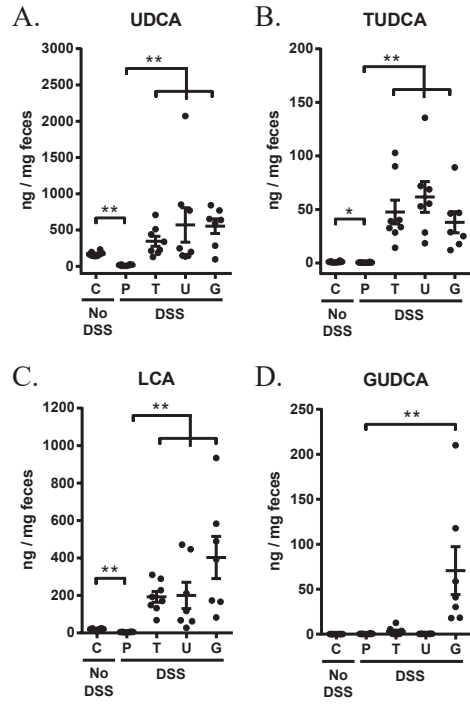 A.
UDCA
ng / mg feces
3000
2500
2000
1500
1000
500
0
**
**
C P T U G
No DSS
DSS
B.
TUDCA
ng / mg feces
200
150
100
50
0
*
**
C P T U G
No DSS
DSS
C.
LCA
ng / mg feces
1200
1000
800
600
400
200
0
**
**
C P T U G
No DSS
DSS
D.
GUDCA
ng / mg feces
250
200
150
100
50
0
**
C P T U G
No DSS
DSS